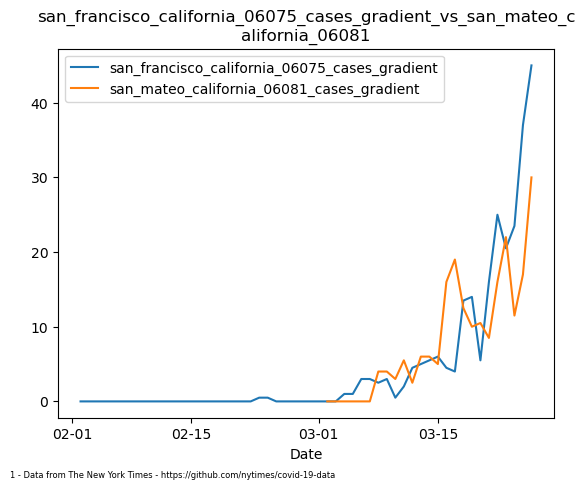 san_francisco_california_06075_cases_gradient_vs_san_mateo_c
alifornia_06081
san_francisco_california_06075_cases_gradient
san_mateo_california_06081_cases_gradient
40
30
20
10
0
02-01 02-15 03-01 03-15
Date
1 - Data from The New York Times - https://github.com/nytimes/covid-19-data